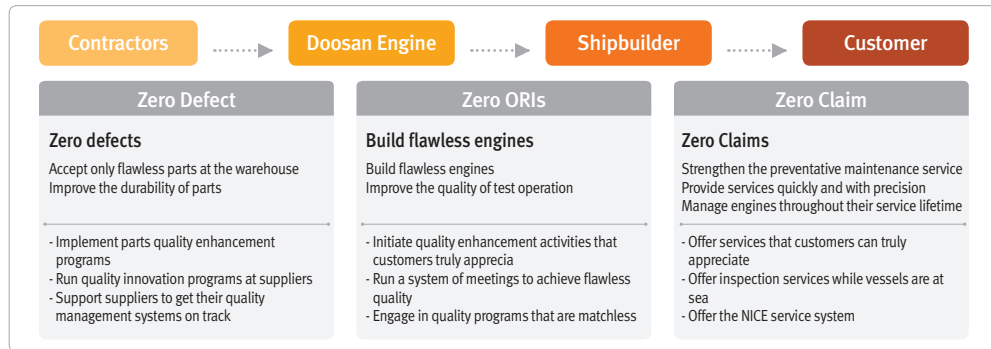 Contractors
Doosan Engine
Shipbuilder
Customer
Zero Defect
Zero defects
Accept only flawless parts at the warehouse
Improve the durability of parts
- Implement parts quality enhancement
programs
- Run quality innovation programs at suppliers
- Support suppliers to get their quality
management systems on track
Zero ORIs
Build flawless engines
Build flawless engines
Improve the quality of test operation
- Initiate quality enhancement activities that
customers truly apprecia
- Run a system of meetings to achieve flawless
quality
- Engage in quality programs that are matchless
Zero Claim
Zero Claims
Strengthen the preventative maintenance service
Provide services quickly and with precision
Manage engines throughout their service lifetime
- Offer services that customers can truly
appreciate
- Offer inspection services while vessels are at
sea
- Offer the NICE service system